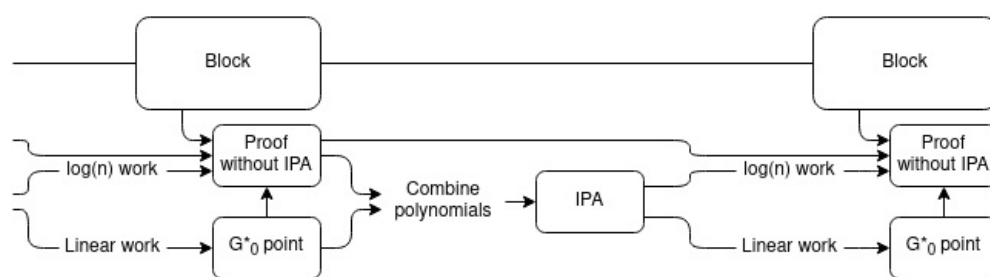 Block
Block
Proof
without IPA
Proof
without IPA
log(n) work
log(n) work
Combine
polynomials
IPA
Linear work
G*0 point
Linear work
G*0 point